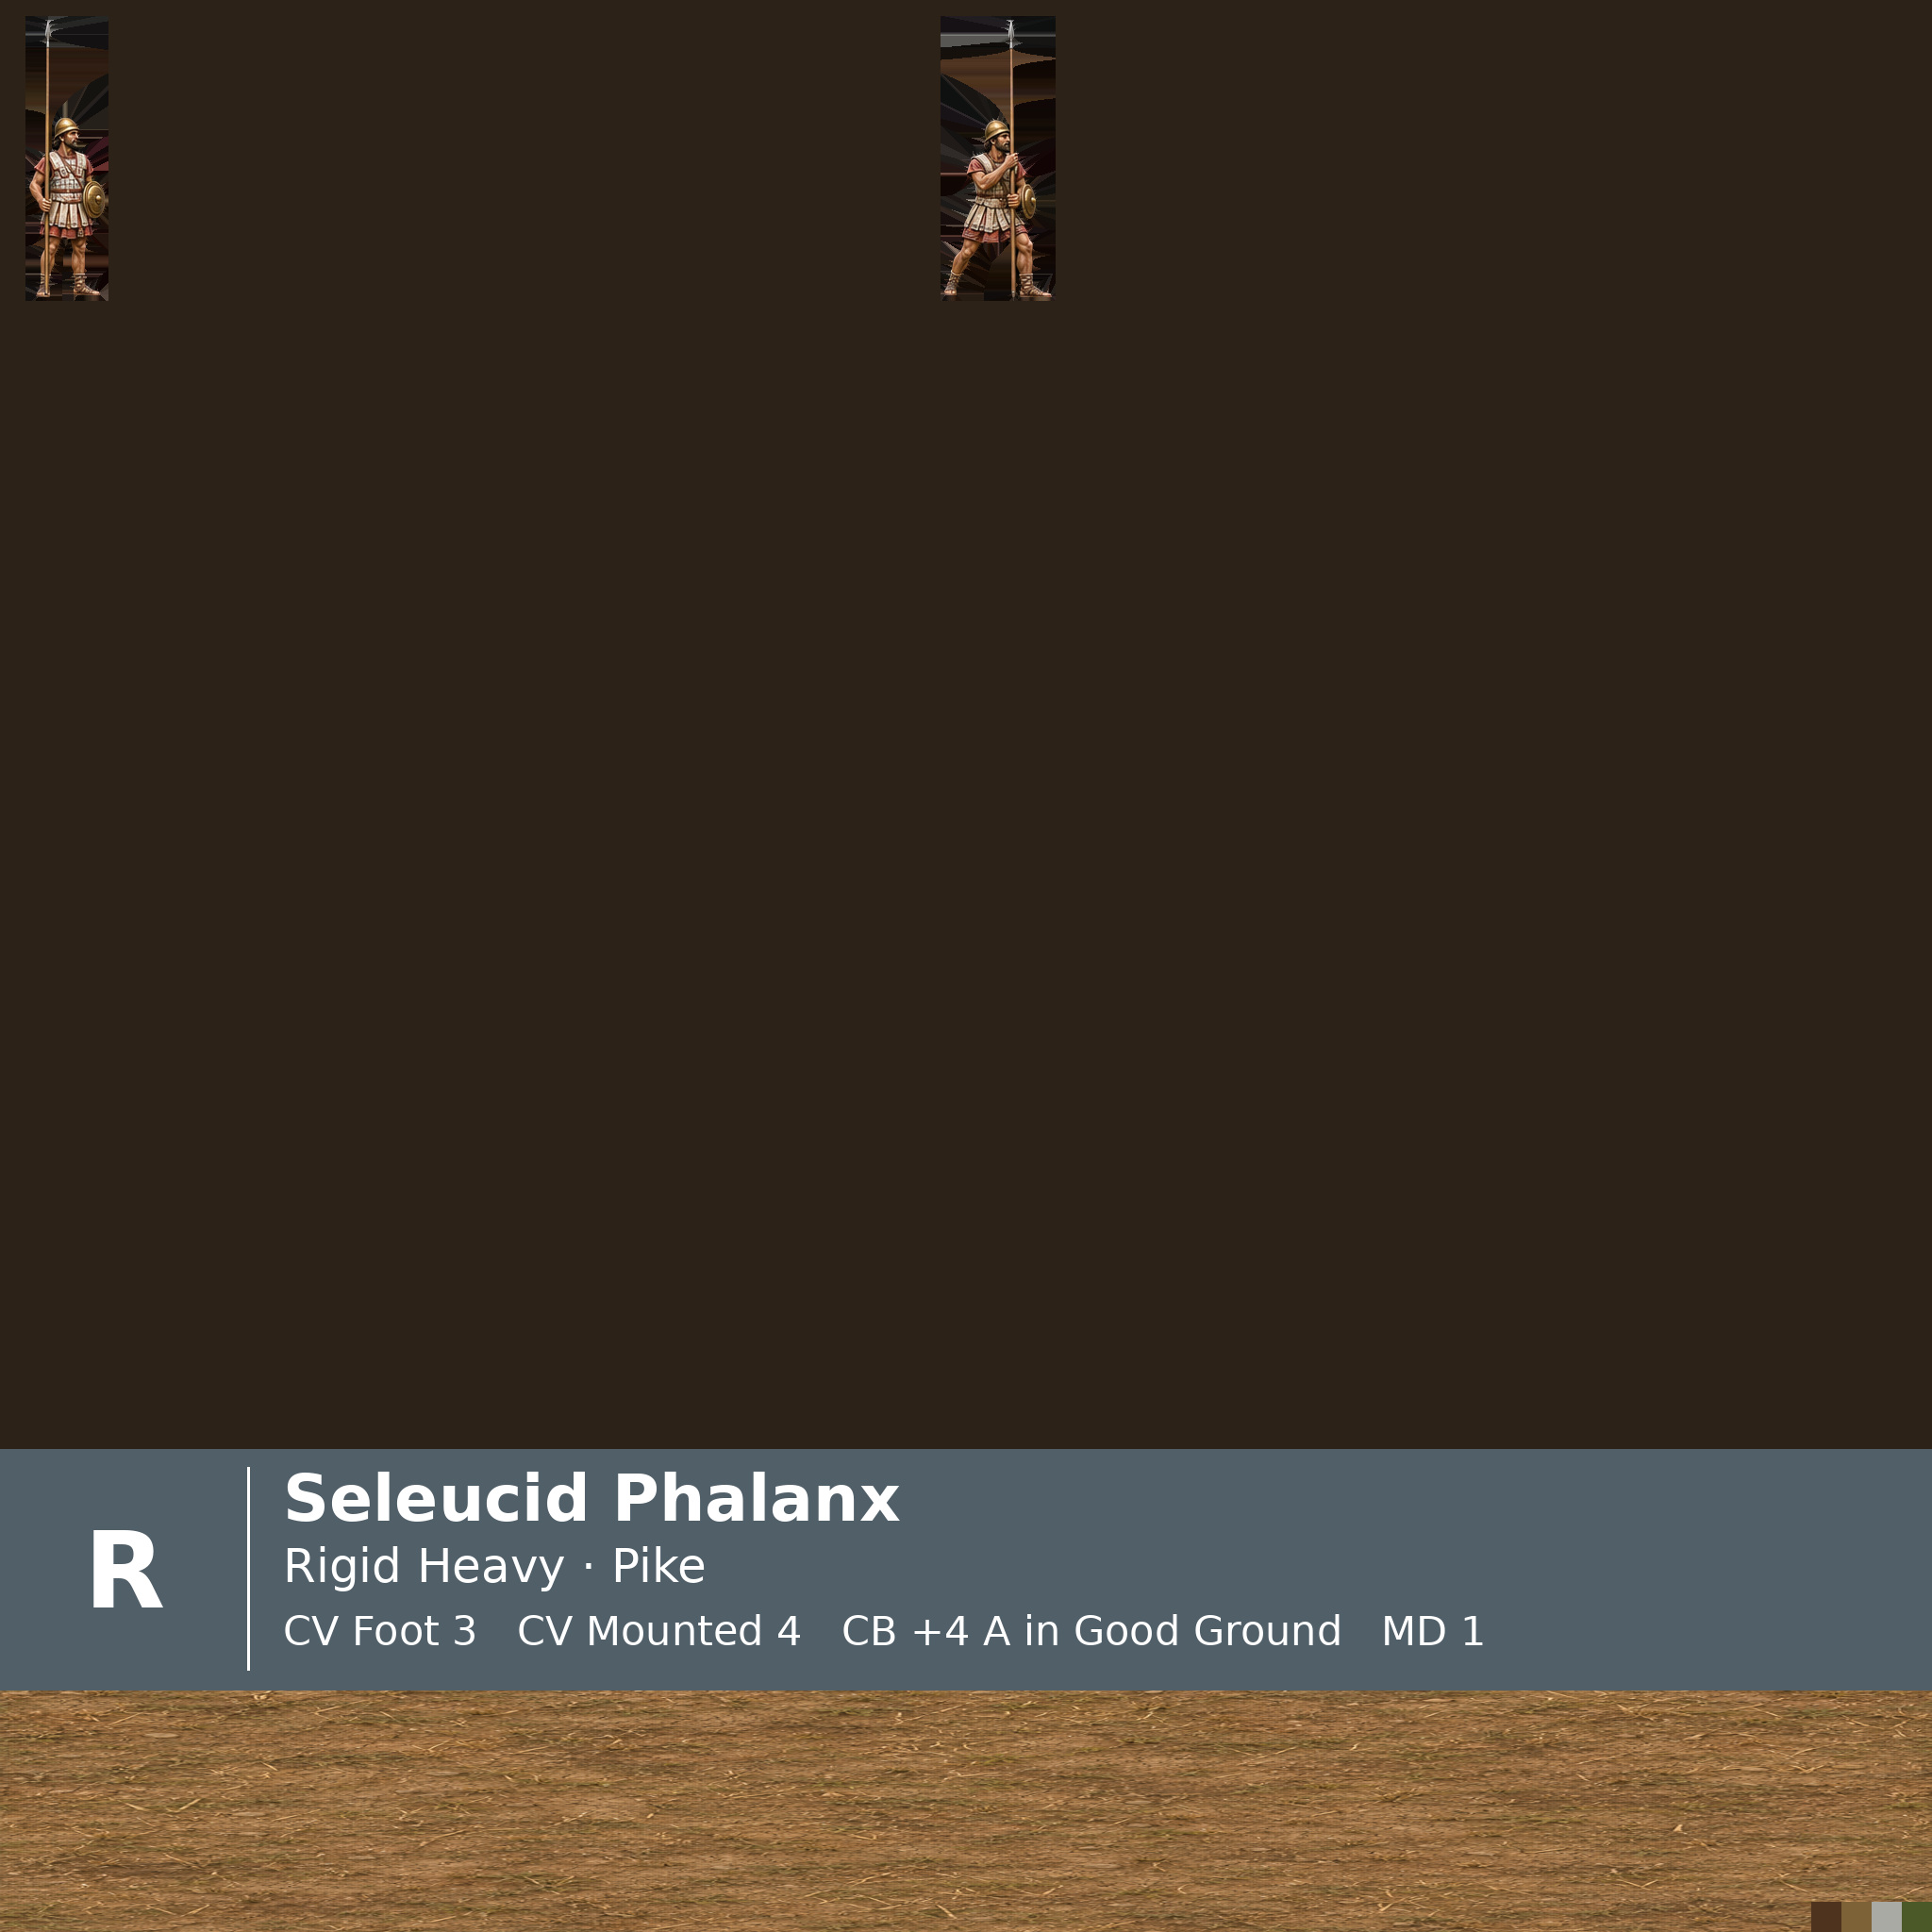 R
Seleucid Phalanx
Rigid Heavy · Pike
CV Foot 3 CV Mounted 4 CB +4 A in Good Ground MD 1